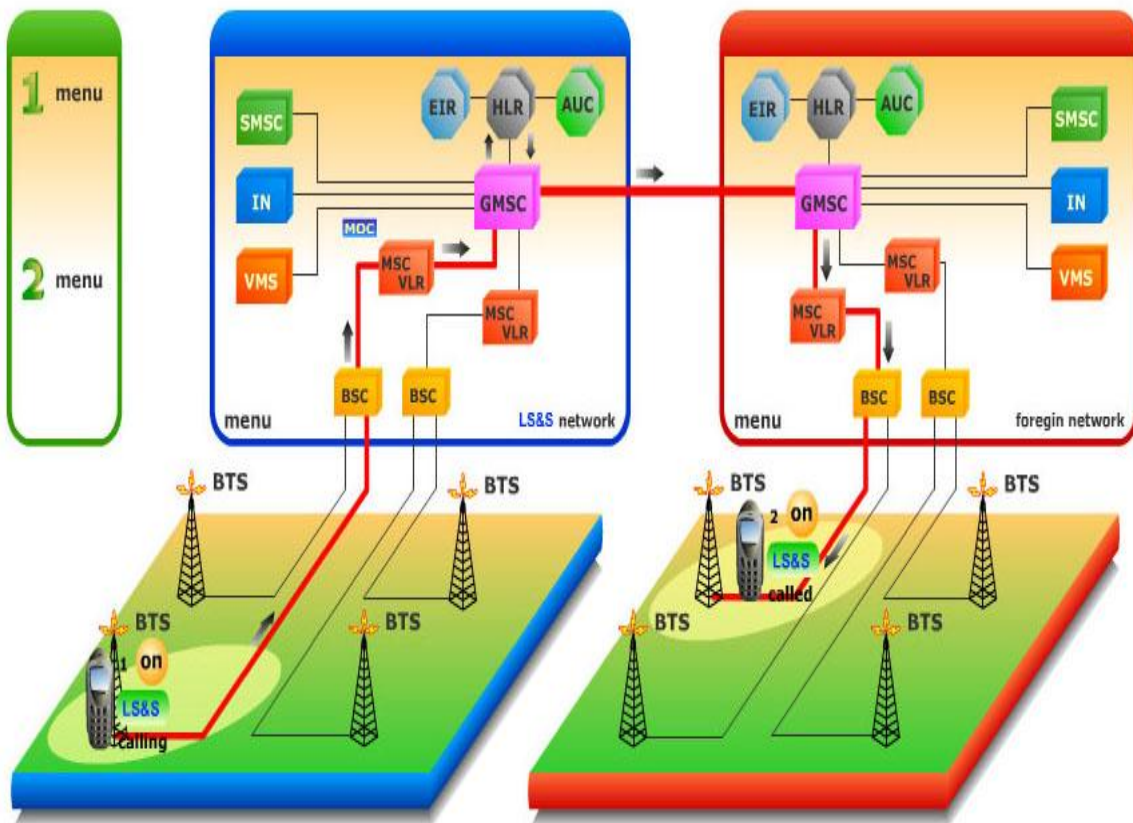 1 menu
2 menu
EIR
HLR
AUC
SMSC
IN
GMSC
MOC
VMS
MSC
VLR
MSC
VLR
BSC
BSC
menu
LS&S network
EIR
HLR
AUC
SMSC
GMSC
IN
MSC
VLR
VMS
MSC
VLR
BSC
BSC
menu
foregin network
BTS
BTS
BTS
BTS
1 on
LS&S
calling
BTS
BTS
2 on
LS&S
called
BTS
BTS